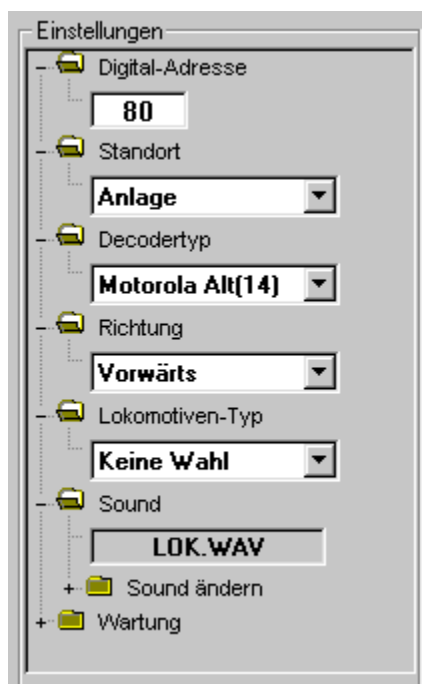 Einstellungen
Digital-Adresse
80
Standort
Anlage
Decodertyp
Motorola Alt(14)
Richtung
Vorwärts
Lokomotiven-Typ
Keine Wahl
Sound
LOK.WAV
Sound ändern
Wartung